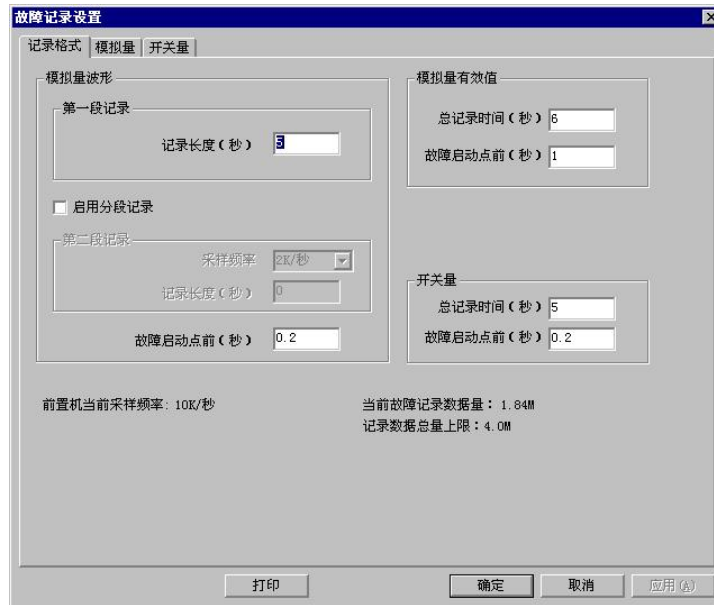 故障记录设置
记录格式 模拟量 开关量
模拟量波形
第一段记录
记录长度(秒) 5
启用分段记录
第二段记录
采样频率 2K/秒
记录长度(秒) 0
故障启动点前(秒) 0.2
模拟量有效值
总记录时间(秒) 6
故障启动点前(秒) 1
开关量
总记录时间(秒) 5
故障启动点前(秒) 0.2
前置机当前采样频率: 10K/秒
当前故障记录数据量: 1.84M
记录数据总量上限:4.0M
打印 确定 取消 应用(A)